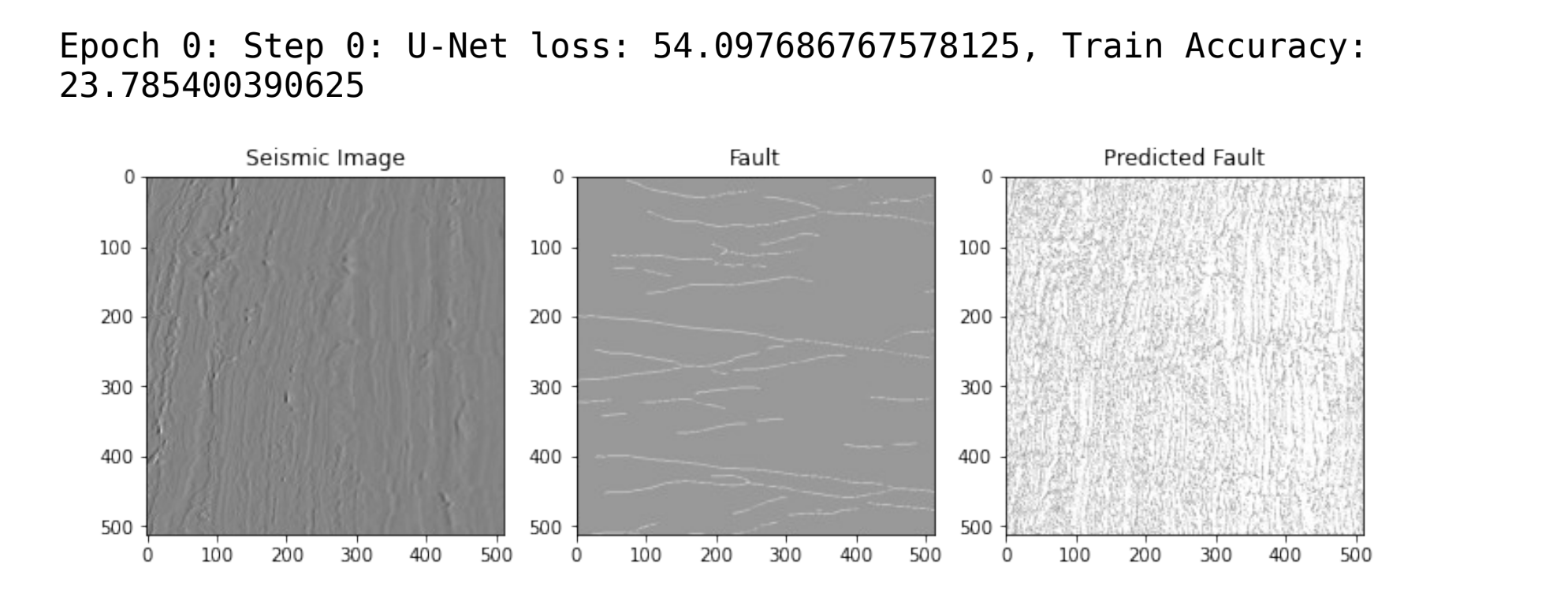 Epoch 0: Step 0: U-Net loss: 54.097686767578125, Train Accuracy:
23.785400390625
Seismic Image
Fault
Predicted Fault
0
100
200
300
400
500
0 100 200 300 400 500
0
100
200
300
400
500
0 100 200 300 400 500
0
100
200
300
400
500
0 100 200 300 400 500